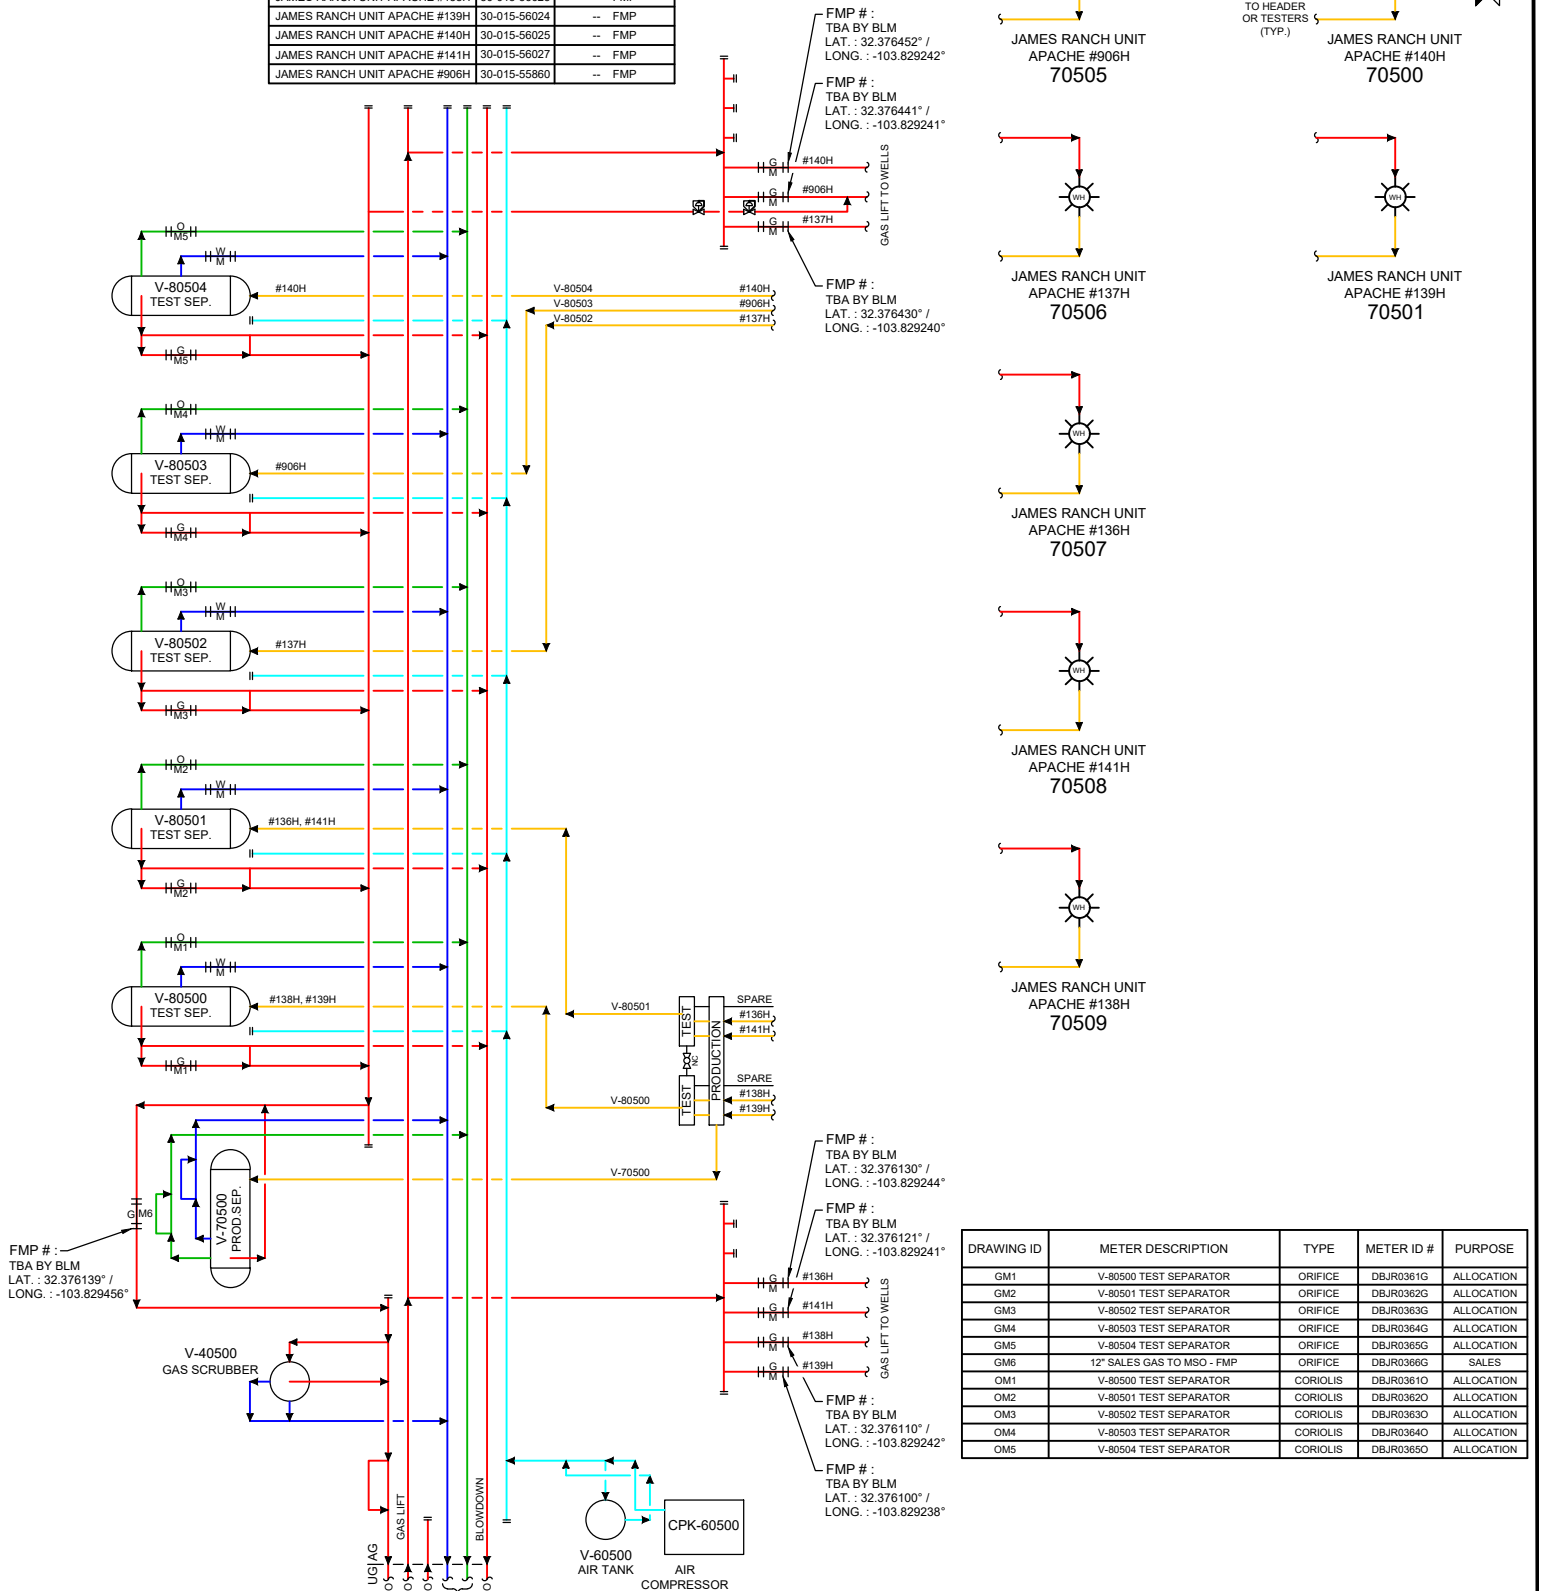 JAMES RANCH UNIT APACHE #139H 30-015-56024 -- FMP
JAMES RANCH UNIT APACHE #140H 30-015-56025 -- FMP
JAMES RANCH UNIT APACHE #141H 30-015-56027 -- FMP
JAMES RANCH UNIT APACHE #906H 30-015-55860 -- FMP
FMP # :
TBA BY BLM
LAT. : 32.376452° /
LONG. : -103.829242°
FMP # :
TBA BY BLM
LAT. : 32.376441° /
LONG. : -103.829241°
TO HEADER
OR TESTERS
(TYP.)
JAMES RANCH UNIT
APACHE #906H
70505
JAMES RANCH UNIT
APACHE #140H
70500
G
M
#140H
G
M
#906H
G
M
#137H
GAS LIFT TO WELLS
FMP # :
TBA BY BLM
LAT. : 32.376430° /
LONG. : -103.829240°
WH
JAMES RANCH UNIT
APACHE #137H
70506
WH
JAMES RANCH UNIT
APACHE #139H
70501
O
M5
W
M
V-80504
TEST SEP.
#140H
V-80504
#140H
V-80503
#906H
V-80502
#137H
G
M5
O
M4
W
M
V-80503
TEST SEP.
#906H
G
M4
WH
JAMES RANCH UNIT
APACHE #136H
70507
O
M3
W
M
V-80502
TEST SEP.
#137H
G
M3
WH
JAMES RANCH UNIT
APACHE #141H
70508
O
M2
W
M
V-80501
TEST SEP.
#136H, #141H
G
M2
WH
JAMES RANCH UNIT
APACHE #138H
70509
O
M1
W
M
V-80500
TEST SEP.
#138H, #139H
G
M1
V-80501
TEST
PRODUCTION
SPARE
#136H
#141H
NC
V-80500
TEST
SPARE
#138H
#139H
V-70500
V-70500
PROD.SEP.
G M6
FMP # :
TBA BY BLM
LAT. : 32.376139° /
LONG. : -103.829456°
FMP # :
TBA BY BLM
LAT. : 32.376130° /
LONG. : -103.829244°
FMP # :
TBA BY BLM
LAT. : 32.376121° /
LONG. : -103.829241°
G
M
#136H
G
M
#141H
G
M
#138H
G
M
#139H
GAS LIFT TO WELLS
FMP # :
TBA BY BLM
LAT. : 32.376110° /
LONG. : -103.829242°
FMP # :
TBA BY BLM
LAT. : 32.376100° /
LONG. : -103.829238°
V-40500
GAS SCRUBBER
GAS LIFT
BLOWDOWN
UG|AG
O
O
O
O
V-60500
AIR TANK
CPK-60500
AIR
COMPRESSOR
DRAWING ID METER DESCRIPTION TYPE METER ID # PURPOSE
GM1 V-80500 TEST SEPARATOR ORIFICE DBJR0361G ALLOCATION
GM2 V-80501 TEST SEPARATOR ORIFICE DBJR0362G ALLOCATION
GM3 V-80502 TEST SEPARATOR ORIFICE DBJR0363G ALLOCATION
GM4 V-80503 TEST SEPARATOR ORIFICE DBJR0364G ALLOCATION
GM5 V-80504 TEST SEPARATOR ORIFICE DBJR0365G ALLOCATION
GM6 12" SALES GAS TO MSO - FMP ORIFICE DBJR0366G SALES
OM1 V-80500 TEST SEPARATOR CORIOLIS DBJR0361O ALLOCATION
OM2 V-80501 TEST SEPARATOR CORIOLIS DBJR0362O ALLOCATION
OM3 V-80502 TEST SEPARATOR CORIOLIS DBJR0363O ALLOCATION
OM4 V-80503 TEST SEPARATOR CORIOLIS DBJR0364O ALLOCATION
OM5 V-80504 TEST SEPARATOR CORIOLIS DBJR0365O ALLOCATION